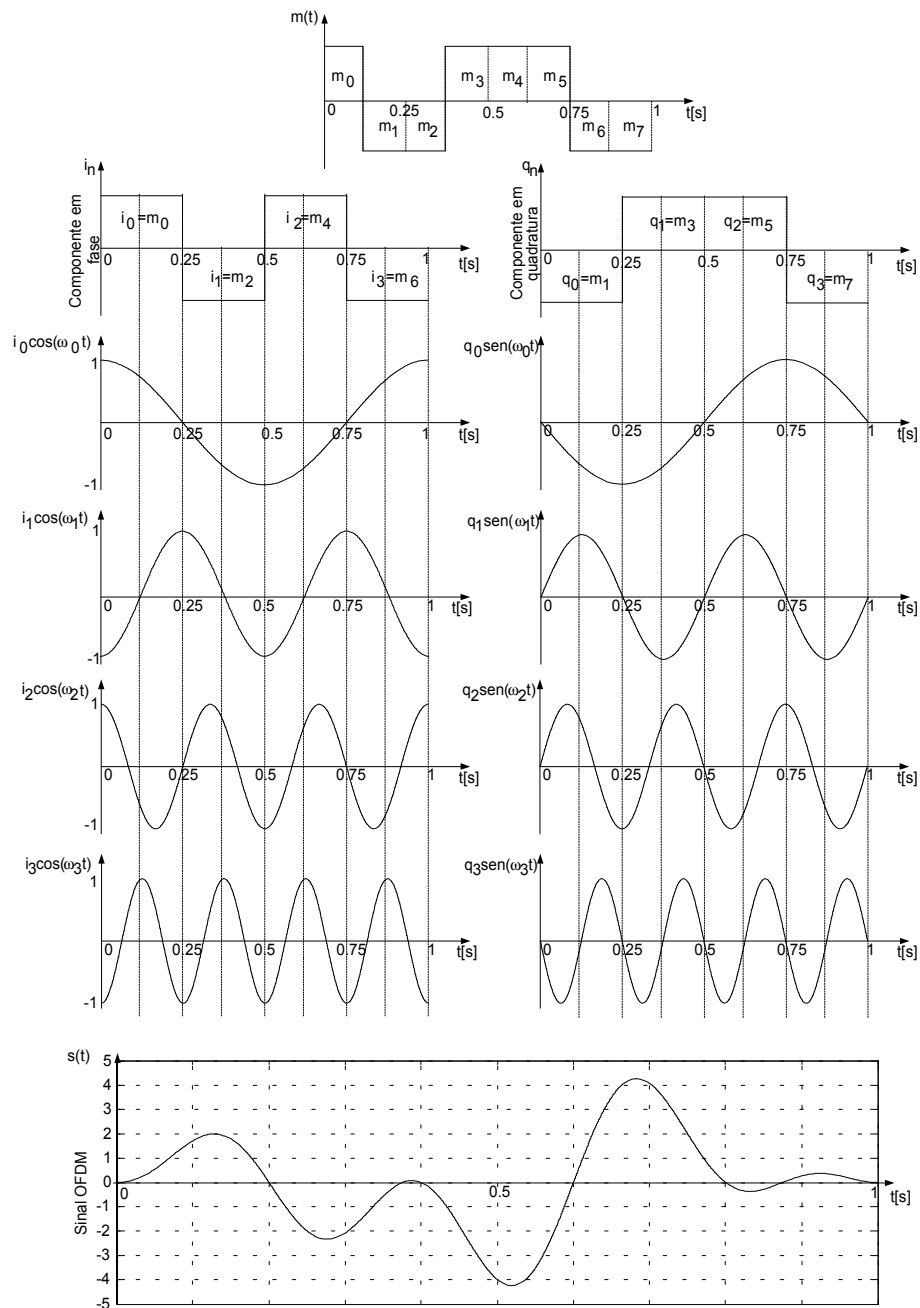 m(t)
m0
m3 m4 m5
0 0.25 0.5 0.75 1 t[s]
m1 m2
m6 m7
in
Componente em fase
i0=m0
i2=m4
0 0.25 0.5 0.75 1 t[s]
i1=m2
i3=m6
qn
Componente em quadratura
q1=m3 q2=m5
0 0.25 0.5 0.75 1 t[s]
q0=m1
q3=m7
i0cos(ω0t)
1
0 0.25 0.5 0.75 1 t[s]
-1
q0sen(ω0t)
0 0.25 0.5 0.75 1 t[s]
i1cos(ω1t)
1
0 0.25 0.5 0.75 1 t[s]
-1
q1sen(ω1t)
0 0.25 0.5 0.75 1 t[s]
i2cos(ω2t)
1
0 0.25 0.5 0.75 1 t[s]
-1
q2sen(ω2t)
0 0.25 0.5 0.75 1 t[s]
i3cos(ω3t)
1
0 0.25 0.5 0.75 1 t[s]
-1
q3sen(ω3t)
0 0.25 0.5 0.75 1 t[s]
s(t)
Sinal OFDM
5
4
3
2
1
0
-1
-2
-3
-4
-5
0 0.5 1 t[s]